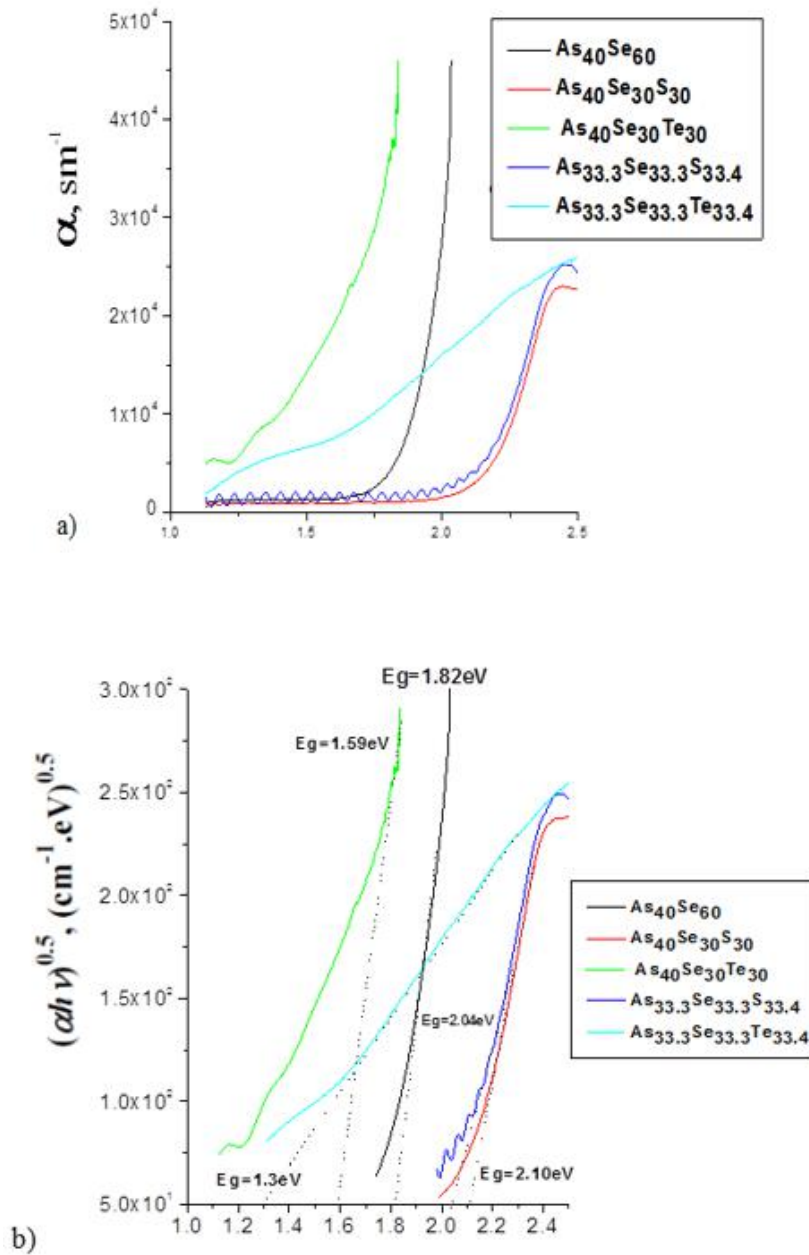 5x10⁴
4x10⁴
3x10⁴
2x10⁴
1x10⁴
0
α, sm⁻¹
As₄₀Se₆₀
As₄₀Se₃₀S₃₀
As₄₀Se₃₀Te₃₀
As₃₃.₃Se₃₃.₃S₃₃.₄
As₃₃.₃Se₃₃.₃Te₃₃.₄
1.0 1.5 2.0 2.5
a)
Eg=1.82eV
3.0x10²
2.5x10²
2.0x10²
1.5x10²
1.0x10²
5.0x10¹
(αhν)⁰·⁵, (cm⁻¹.eV)⁰·⁵
Eg=1.59eV
Eg=2.04eV
Eg=1.3eV
Eg=2.10eV
As₄₀Se₆₀
As₄₀Se₃₀S₃₀
As₄₀Se₃₀Te₃₀
As₃₃.₃Se₃₃.₃S₃₃.₄
As₃₃.₃Se₃₃.₃Te₃₃.₄
1.0 1.2 1.4 1.6 1.8 2.0 2.2 2.4
b)